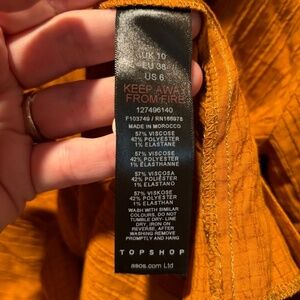 UK 10
EU 38
US 6
KEEP AWAY
FROM FIRE
127496140
F103749 / RN166978
MADE IN MOROCCO
57% VISCOSE
42% POLYESTER
1% ELASTANE
57% VISCOSE
42% POLYESTER
1% ELASTHANNE
57% VISCOSA
42% POLIESTER
1% ELASTANO
57% VISKOSE
42% POLYESTER
1% ELASTHAN
WASH WITH SIMILAR
COLOURS, DO NOT
TUMBLE DRY, LINE
DRY, IRON ON
REVERSE, AFTER
WASHING REMOVE
PROMPTLY AND HANG
TOPSHOP
asos.com Ltd